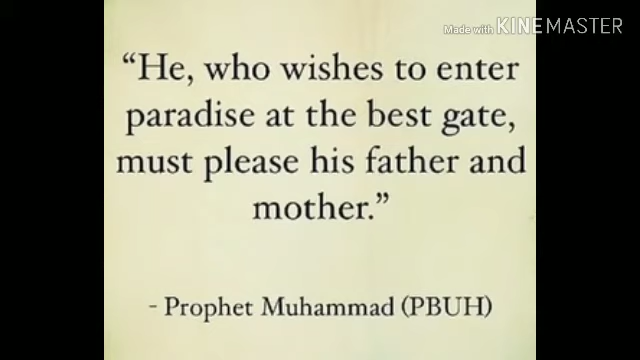 Made with KINEMASTER
“He, who wishes to enter
paradise at the best gate,
must please his father and
mother.”
- Prophet Muhammad (PBUH)